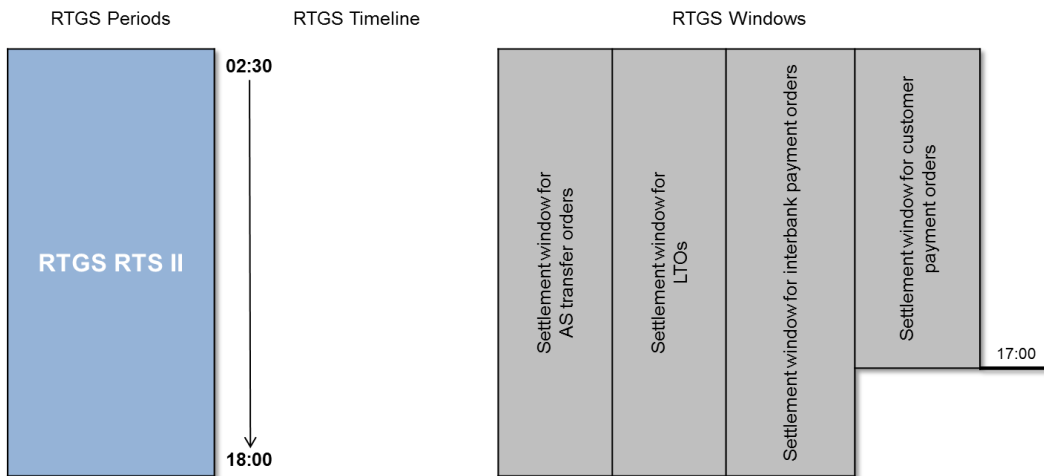 RTGS Periods
RTGS Timeline
RTGS Windows
RTGS RTS II
02:30
18:00
Settlement window for
AS transfer orders
Settlement window for
LTOs
Settlement window for interbank payment orders
Settlement window for customer
payment orders
17:00